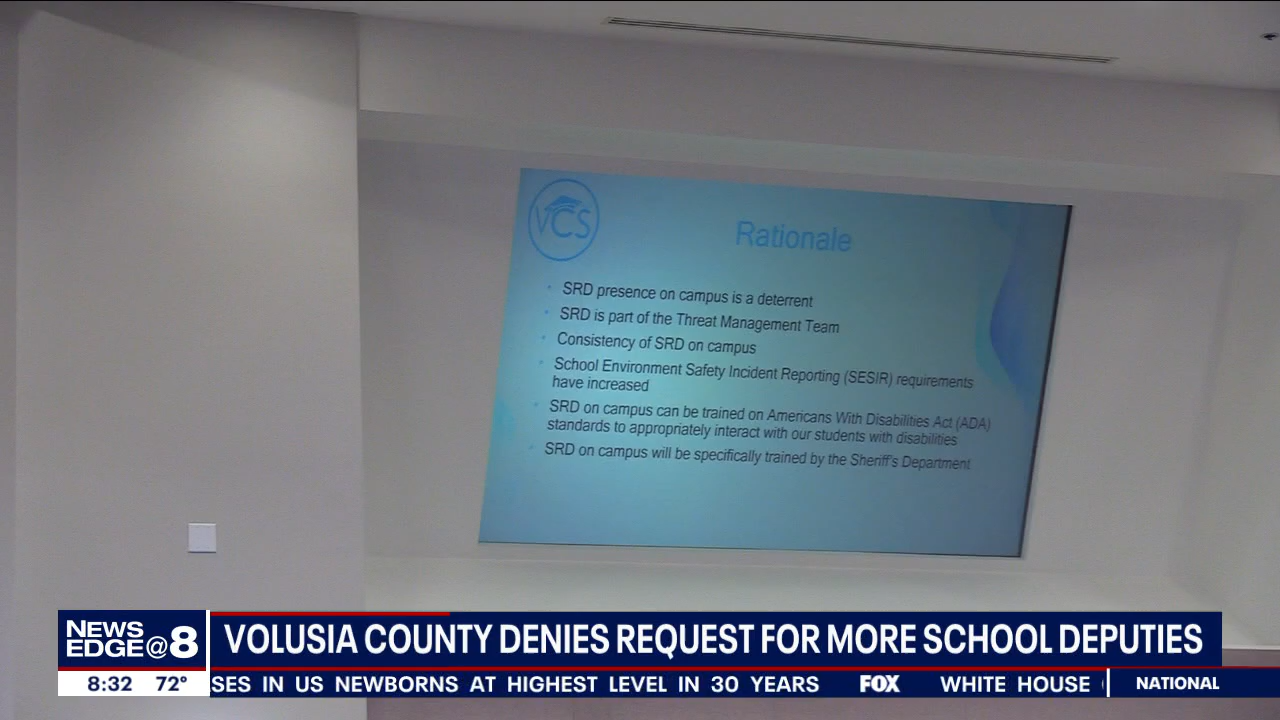 VCS
Rationale
SRD presence on campus is a deterrent
SRD is part of the Threat Management Team
Consistency of SRD on campus
School Environment Safety Incident Reporting (SESIR) requirements
have increased
SRD on campus can be trained on Americans With Disabilities Act (ADA)
standards to appropriately interact with our students with disabilities
SRD on campus will be specifically trained by the Sheriff's Department
NEWS
EDGE@8
VOLUSIA COUNTY DENIES REQUEST FOR MORE SCHOOL DEPUTIES
8:32 72° SES IN US NEWBORNS AT HIGHEST LEVEL IN 30 YEARS FOX WHITE HOUSE NATIONAL